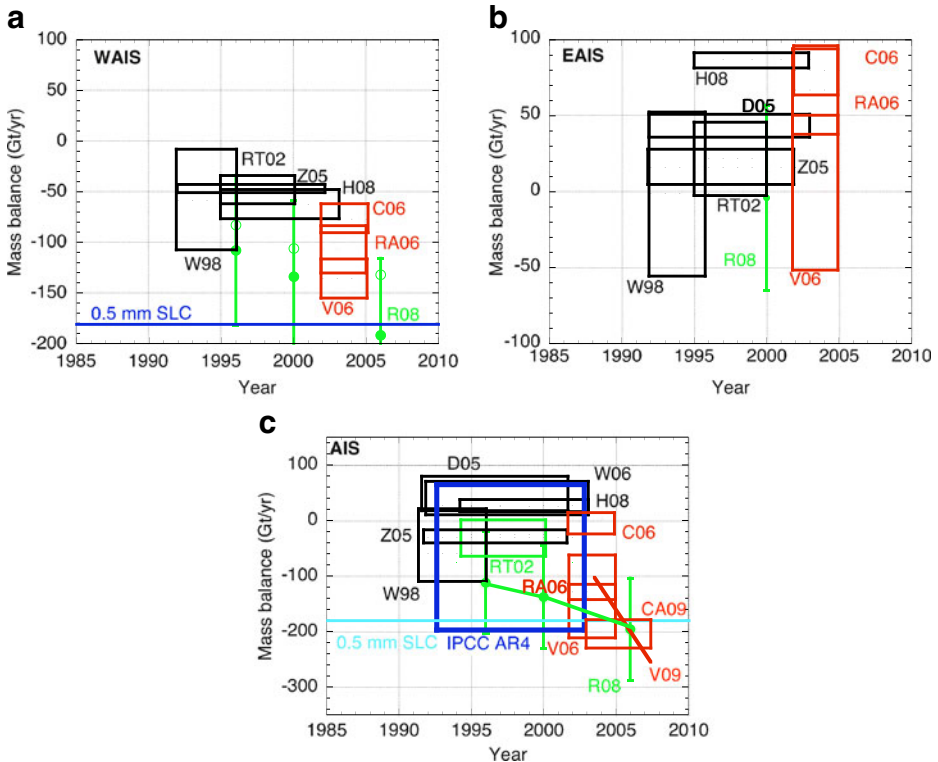 a
WAIS
Mass balance (Gt/yr)
100
50
0
-50
-100
-150
-200
RT02
Z05
H08
C06
RA06
W98
V06
0.5 mm SLC
R08
1985 1990 1995 2000 2005 2010
Year
b
EAIS
Mass balance (Gt/yr)
100
50
0
-50
-100
C06
H08
D05
RA06
Z05
RT02
R08
W98
V06
1985 1990 1995 2000 2005 2010
Year
c
AIS
Mass balance (Gt/yr)
100
0
-100
-200
-300
D05
W06
H08
Z05
C06
RT02
W98
RA06
CA09
0.5 mm SLC
IPCC AR4
V06
V09
R08
1985 1990 1995 2000 2005 2010
Year